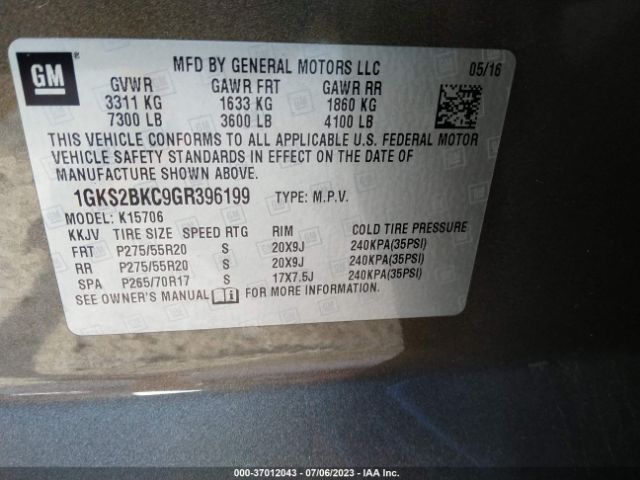 GM
MFD BY GENERAL MOTORS LLC 05/16
GVWR GAWR FRT GAWR RR
3311 KG 1633 KG 1860 KG
7300 LB 3600 LB 4100 LB
THIS VEHICLE CONFORMS TO ALL APPLICABLE U.S. FEDERAL MOTOR
VEHICLE SAFETY STANDARDS IN EFFECT ON THE DATE OF
MANUFACTURE SHOWN ABOVE.
1GKS2BKC9GR396199 TYPE: M.P.V.
MODEL: K15706
KKJV TIRE SIZE SPEED RTG RIM COLD TIRE PRESSURE
FRT P275/55R20 S 20X9J 240KPA(35PSI)
RR P275/55R20 S 20X9J 240KPA(35PSI)
SPA P265/70R17 S 17X7.5J 240KPA(35PSI)
SEE OWNER'S MANUAL FOR MORE INFORMATION.
000-37012043 / 07/06/2023 - IAA Inc.